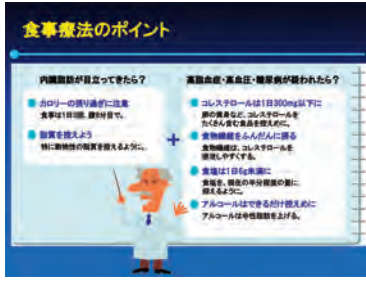 食事療法のポイント
内臓脂肪が目立ってきたら?
カロリーの摂り過ぎに注意
食事は1日3回、腹8分目で。
脂質を控えよう
特に動物性の脂質を控えるように。
+
高脂血症・高血圧・糖尿病が疑われたら?
コレステロールは1日300mg以下に
卵の黄身など、コレステロールを
たくさん含む食品を控えめに。
食物繊維をふんだんに摂る
食物繊維は、コレステロールを
排泄しやすくする。
食塩は1日6g未満に
食塩を、現在の半分程度の量に
抑えるように。
アルコールはできるだけ控えめに
アルコールは中性脂肪を上げる。